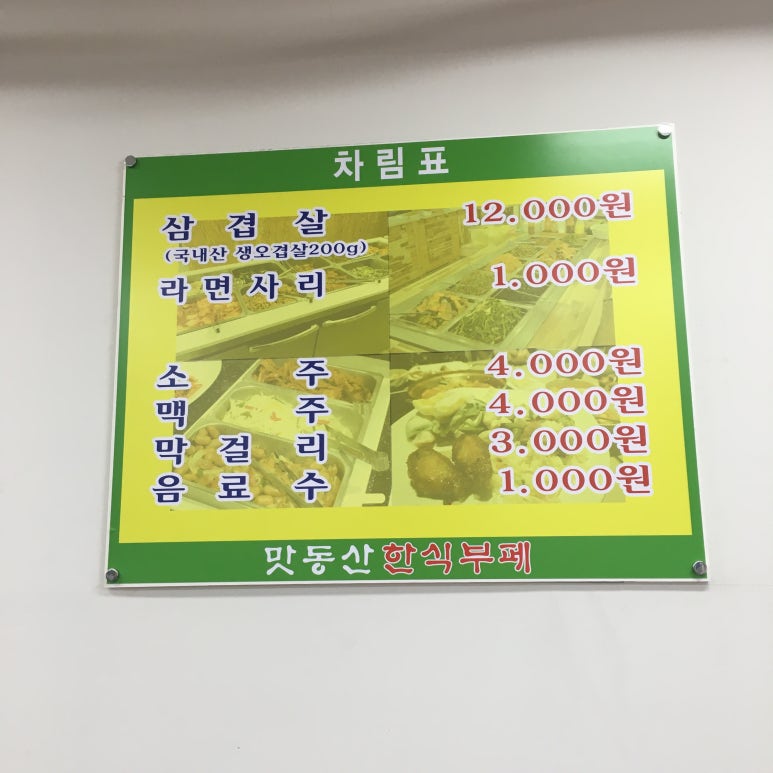 차림표
삼겹살 12.000원
(국내산 생오겹살200g)
라면사리 1.000원
소주 4.000원
맥주 4.000원
막걸리 3.000원
음료수 1.000원
맛동산한식부페